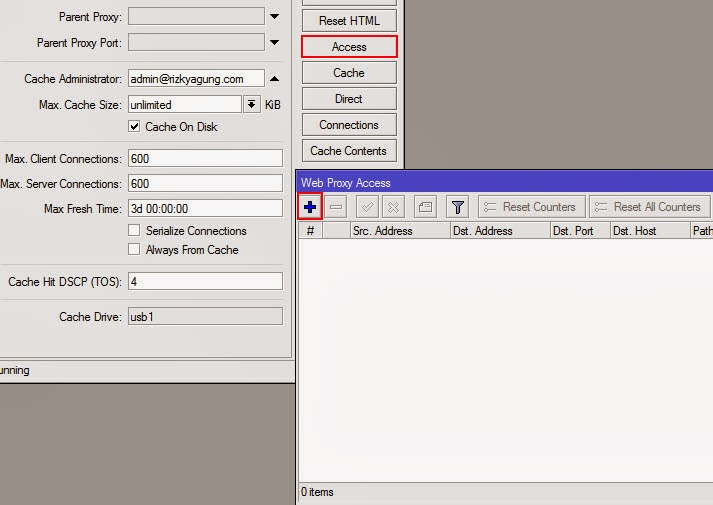 Parent Proxy:
Parent Proxy Port:
Cache Administrator: admin@rizkyagung.com
Max. Cache Size: unlimited KiB
Cache On Disk
Max. Client Connections: 600
Max. Server Connections: 600
Max Fresh Time: 3d 00:00:00
Serialize Connections
Always From Cache
Cache Hit DSCP (TOS): 4
Cache Drive: usb1
unning
Reset HTML
Access
Cache
Direct
Connections
Cache Contents
Web Proxy Access
Reset Counters Reset All Counters
# Src. Address Dst. Address Dst. Port Dst. Host Path
0 items